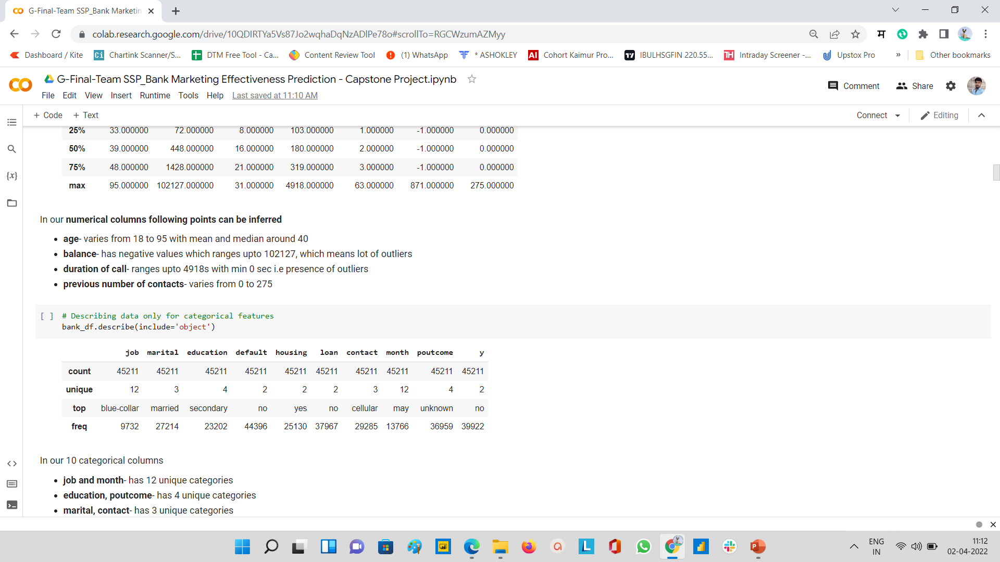 G-Final-Team SSP_Bank Marketin
colab.research.google.com/drive/10QDIRTYa5Vs87Jo2wqhaDqNzADlPe78o#scrollTo=RGCWzumAZMyy
Dashboard / Kite Chartink Scanner/S... DTM Free Tool - Ca... Content Review Tool (1) WhatsApp * ASHOKLEY Cohort Kaimur Pro... IBULHSGFIN 220.55... Intraday Screener -... Upstox Pro » Other bookmarks
G-Final-Team SSP_Bank Marketing Effectiveness Prediction - Capstone Project.ipynb
Comment Share
File Edit View Insert Runtime Tools Help Last saved at 11:10 AM
+ Code + Text Connect Editing
25% 33.000000 72.000000 8.000000 103.000000 1.000000 -1.000000 0.000000
50% 39.000000 448.000000 16.000000 180.000000 2.000000 -1.000000 0.000000
75% 48.000000 1428.000000 21.000000 319.000000 3.000000 -1.000000 0.000000
max 95.000000 102127.000000 31.000000 4918.000000 63.000000 871.000000 275.000000
In our numerical columns following points can be inferred
• age- varies from 18 to 95 with mean and median around 40
• balance- has negative values which ranges upto 102127, which means lot of outliers
• duration of call- ranges upto 4918s with min 0 sec i.e presence of outliers
• previous number of contacts- varies from 0 to 275
[ ] # Describing data only for categorical features
bank_df.describe(include='object')
job marital education default housing loan contact month poutcome y
count 45211 45211 45211 45211 45211 45211 45211 45211 45211 45211
unique 12 3 4 2 2 2 3 12 4 2
top blue-collar married secondary no yes no cellular may unknown no
freq 9732 27214 23202 44396 25130 37967 29285 13766 36959 39922
In our 10 categorical columns
• job and month- has 12 unique categories
• education, poutcome- has 4 unique categories
• marital, contact- has 3 unique categories
ENG
IN
11:12
02-04-2022